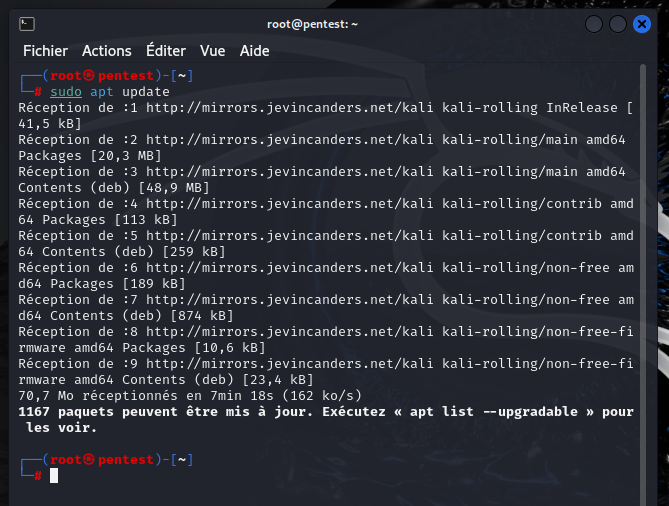 root@pentest: ~
Fichier Actions Éditer Vue Aide
┌──(root㉿pentest)-[~]
└─# sudo apt update
Réception de :1 http://mirrors.jevincanders.net/kali kali-rolling InRelease [
41,5 kB]
Réception de :2 http://mirrors.jevincanders.net/kali kali-rolling/main amd64
Packages [20,3 MB]
Réception de :3 http://mirrors.jevincanders.net/kali kali-rolling/main amd64
Contents (deb) [48,9 MB]
Réception de :4 http://mirrors.jevincanders.net/kali kali-rolling/contrib amd
64 Packages [113 kB]
Réception de :5 http://mirrors.jevincanders.net/kali kali-rolling/contrib amd
64 Contents (deb) [259 kB]
Réception de :6 http://mirrors.jevincanders.net/kali kali-rolling/non-free am
d64 Packages [189 kB]
Réception de :7 http://mirrors.jevincanders.net/kali kali-rolling/non-free am
d64 Contents (deb) [874 kB]
Réception de :8 http://mirrors.jevincanders.net/kali kali-rolling/non-free-fi
rmware amd64 Packages [10,6 kB]
Réception de :9 http://mirrors.jevincanders.net/kali kali-rolling/non-free-fi
rmware amd64 Contents (deb) [23,4 kB]
70,7 Mo réceptionnés en 7min 18s (162 ko/s)
1167 paquets peuvent être mis à jour. Exécutez « apt list --upgradable » pour
les voir.
┌──(root㉿pentest)-[~]
└─#